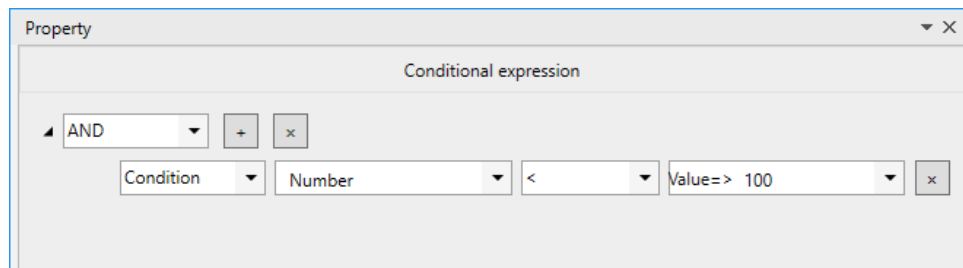 Property
Conditional expression
AND + ×
Condition Number < Value=> 100 ×